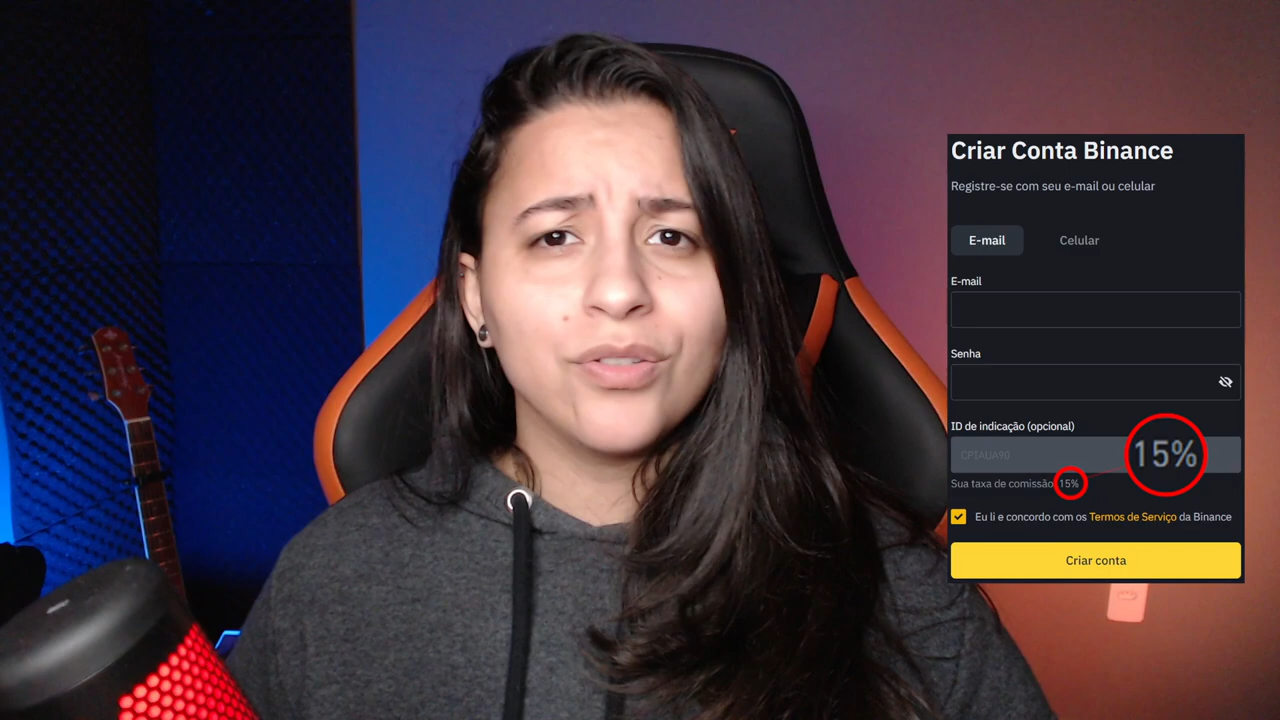 Criar Conta Binance
Registre-se com seu e-mail ou celular
E-mail Celular
E-mail
Senha
ID de indicação (opcional)
CPTAUA90 15%
Sua taxa de comissão 15%
Eu li e concordo com os Termos de Serviço da Binance
Criar conta